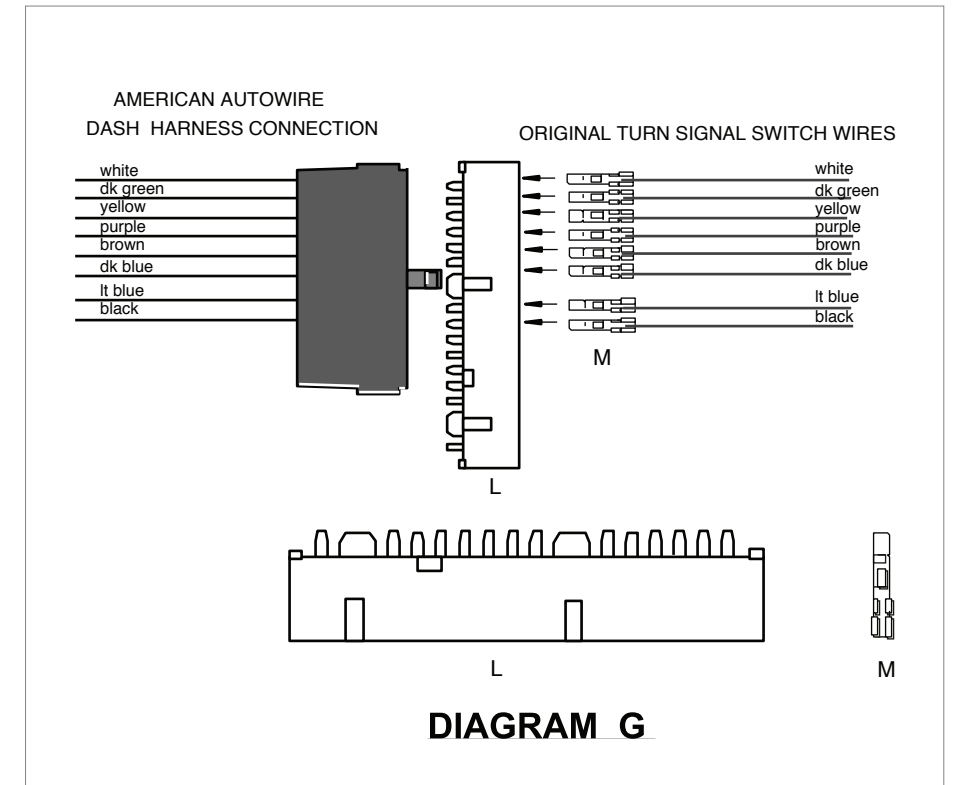 AMERICAN AUTOWIRE
DASH HARNESS CONNECTION
white
dk green
yellow
purple
brown
dk blue
lt blue
black
ORIGINAL TURN SIGNAL SWITCH WIRES
white
dk green
yellow
purple
brown
dk blue
lt blue
black
M
L
L
M
DIAGRAM G